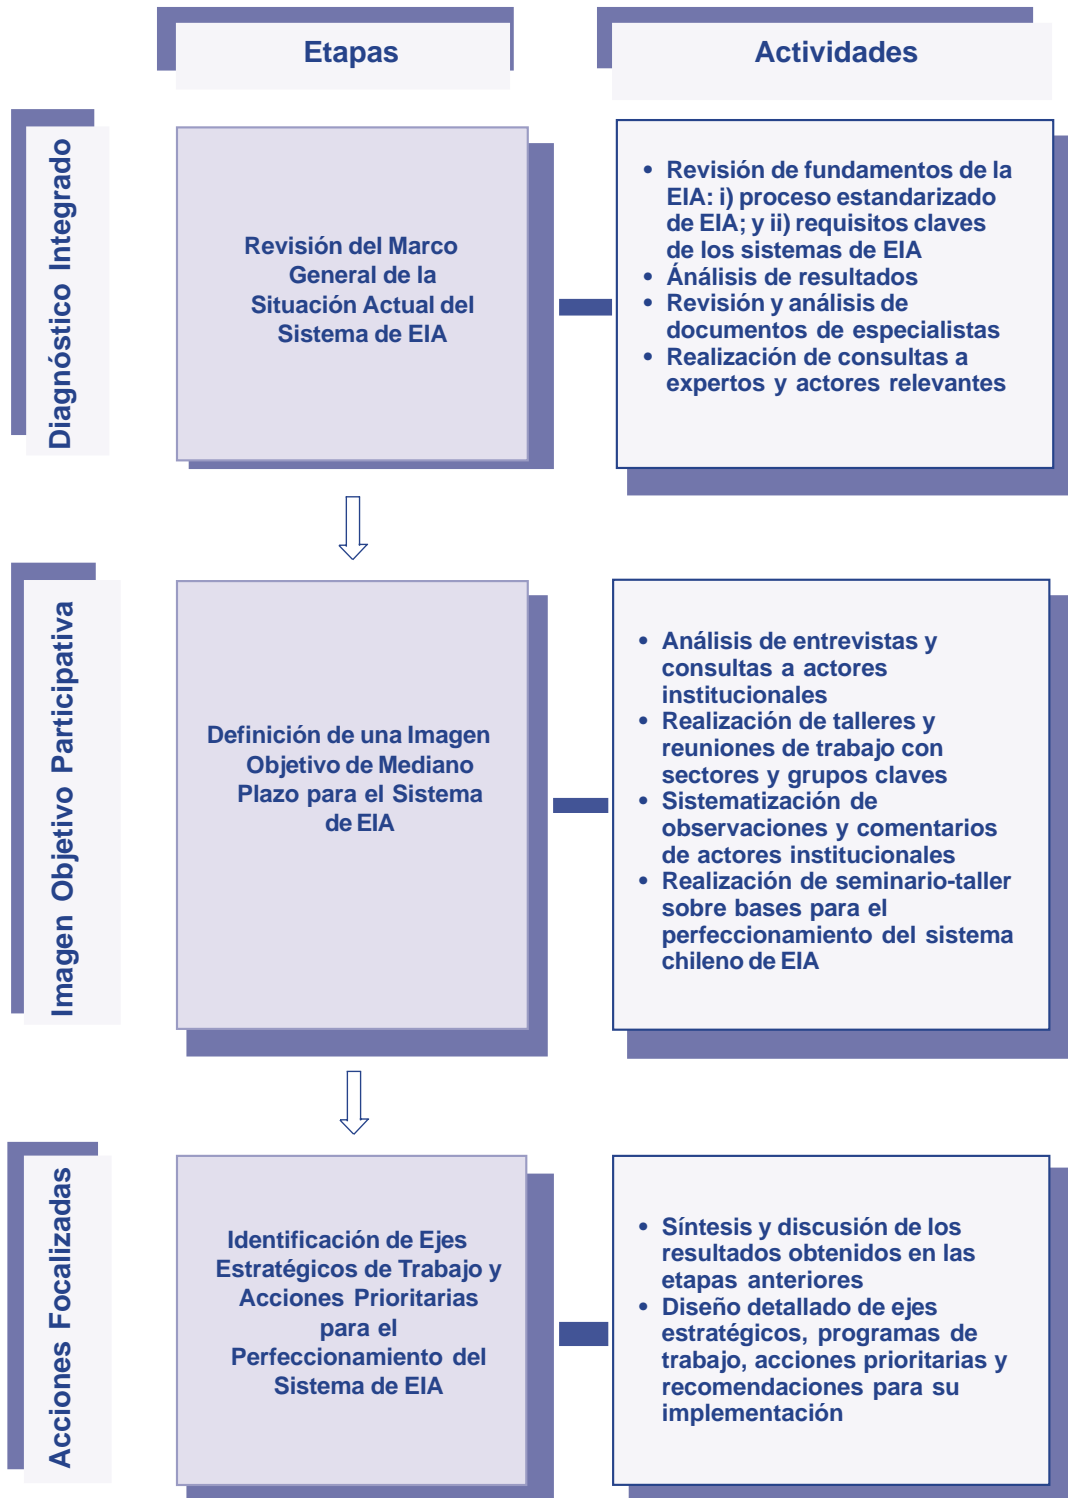 Etapas
Actividades
Diagnóstico Integrado
Revisión del Marco
General de la
Situación Actual del
Sistema de EIA
• Revisión de fundamentos de la
EIA: i) proceso estandarizado
de EIA; y ii) requisitos claves
de los sistemas de EIA
• Ánálisis de resultados
• Revisión y análisis de
documentos de especialistas
• Realización de consultas a
expertos y actores relevantes
Imagen Objetivo Participativa
Definición de una Imagen
Objetivo de Mediano
Plazo para el Sistema
de EIA
• Análisis de entrevistas y
consultas a actores
institucionales
• Realización de talleres y
reuniones de trabajo con
sectores y grupos claves
• Sistematización de
observaciones y comentarios
de actores institucionales
• Realización de seminario-taller
sobre bases para el
perfeccionamiento del sistema
chileno de EIA
Acciones Focalizadas
Identificación de Ejes
Estratégicos de Trabajo y
Acciones Prioritarias
para el
Perfeccionamiento del
Sistema de EIA
• Síntesis y discusión de los
resultados obtenidos en las
etapas anteriores
• Diseño detallado de ejes
estratégicos, programas de
trabajo, acciones prioritarias y
recomendaciones para su
implementación